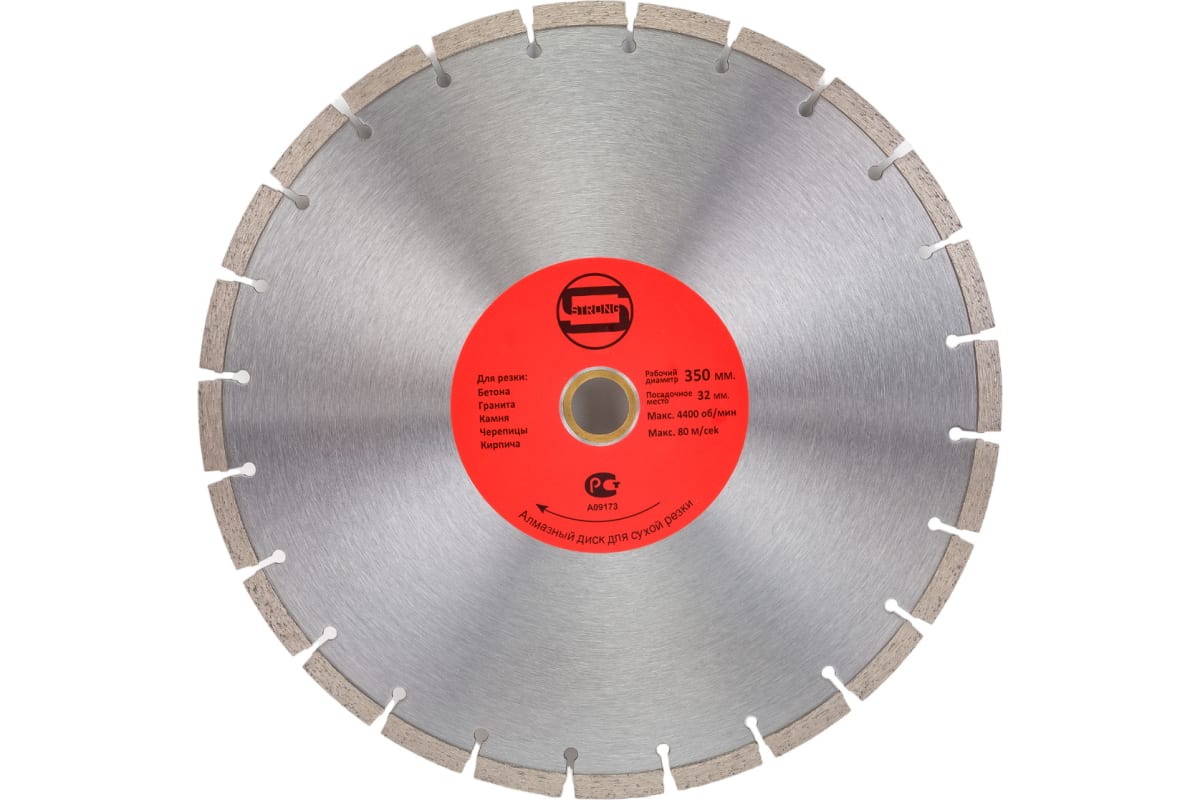 STRONG
Для резки:
Бетона
Гранита
Камня
Черепицы
Кирпича
Рабочий
диаметр 350 мм.
Посадочное
место 32 мм.
Макс. 4400 об/мин
Макс. 80 м/сек
РСТ
А09173
Алмазный диск для сухой резки